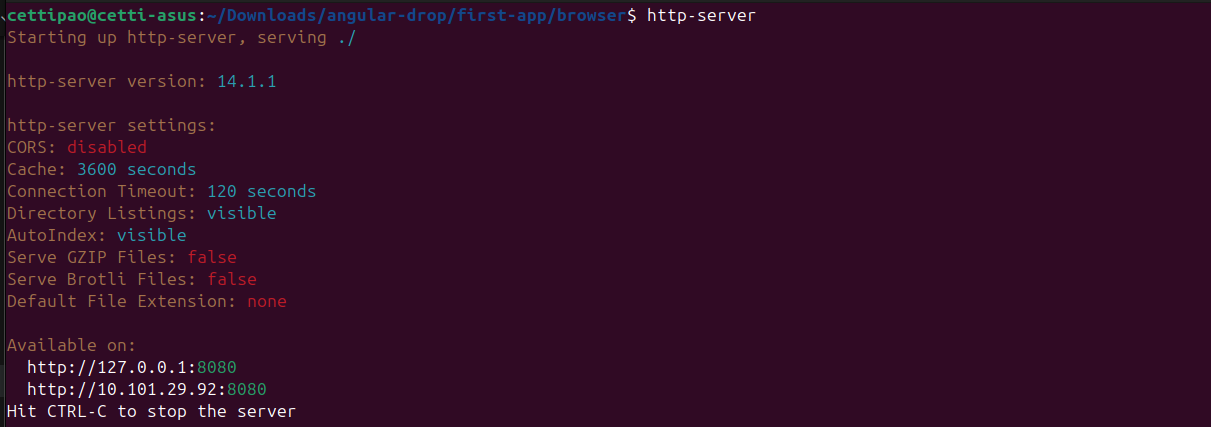 cettipao@cetti-asus:~/Downloads/angular-drop/first-app/browser$ http-server
Starting up http-server, serving ./
http-server version: 14.1.1
http-server settings:
CORS: disabled
Cache: 3600 seconds
Connection Timeout: 120 seconds
Directory Listings: visible
AutoIndex: visible
Serve GZIP Files: false
Serve Brotli Files: false
Default File Extension: none
Available on:
  http://127.0.0.1:8080
  http://10.101.29.92:8080
Hit CTRL-C to stop the server